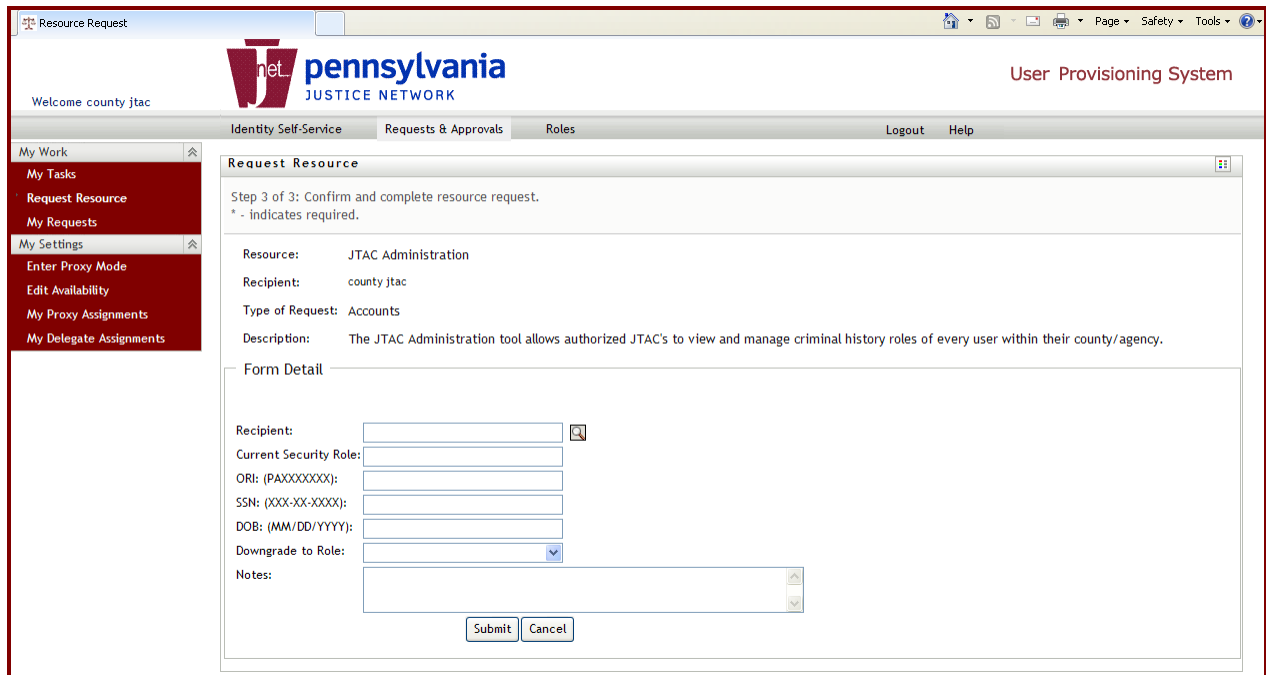 Resource Request
Page Safety Tools
Jnet
pennsylvania
JUSTICE NETWORK
User Provisioning System
Welcome county jtac
Identity Self-Service Requests & Approvals Roles Logout Help
My Work
My Tasks
Request Resource
My Requests
My Settings
Enter Proxy Mode
Edit Availability
My Proxy Assignments
My Delegate Assignments
Request Resource
Step 3 of 3: Confirm and complete resource request.
* - indicates required.
Resource: JTAC Administration
Recipient: county jtac
Type of Request: Accounts
Description: The JTAC Administration tool allows authorized JTAC's to view and manage criminal history roles of every user within their county/agency.
Form Detail
Recipient:
Current Security Role:
ORI: (PAXXXXXXX):
SSN: (XXX-XX-XXXX):
DOB: (MM/DD/YYYY):
Downgrade to Role:
Notes:
Submit Cancel